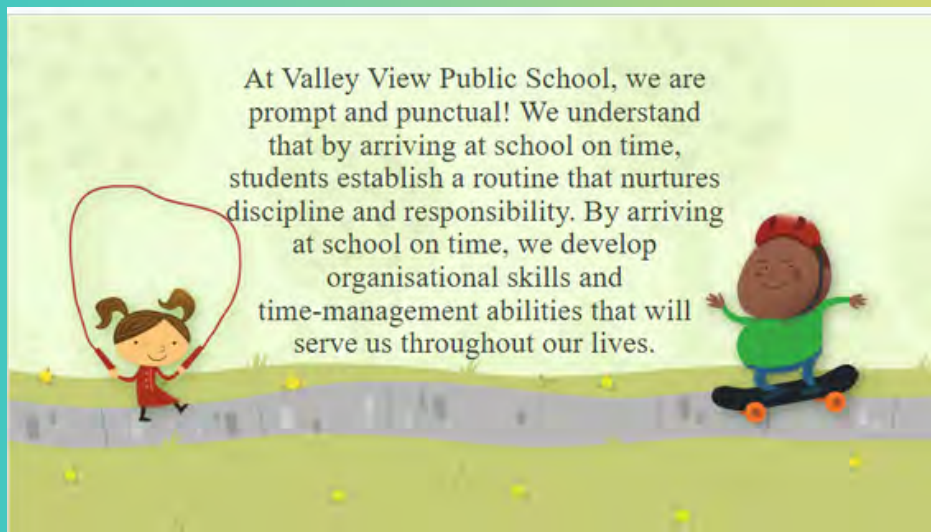 At Valley View Public School, we are
prompt and punctual! We understand
that by arriving at school on time,
students establish a routine that nurtures
discipline and responsibility. By arriving
at school on time, we develop
organisational skills and
time-management abilities that will
serve us throughout our lives.